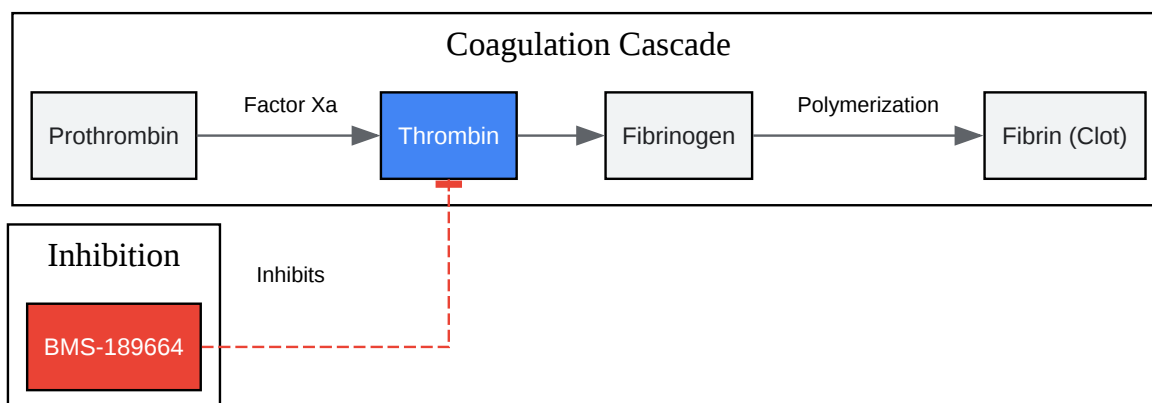 Coagulation Cascade
Factor Xa
Polymerization
Prothrombin
Thrombin
Fibrinogen
Fibrin (Clot)
Inhibition
Inhibits
BMS-189664